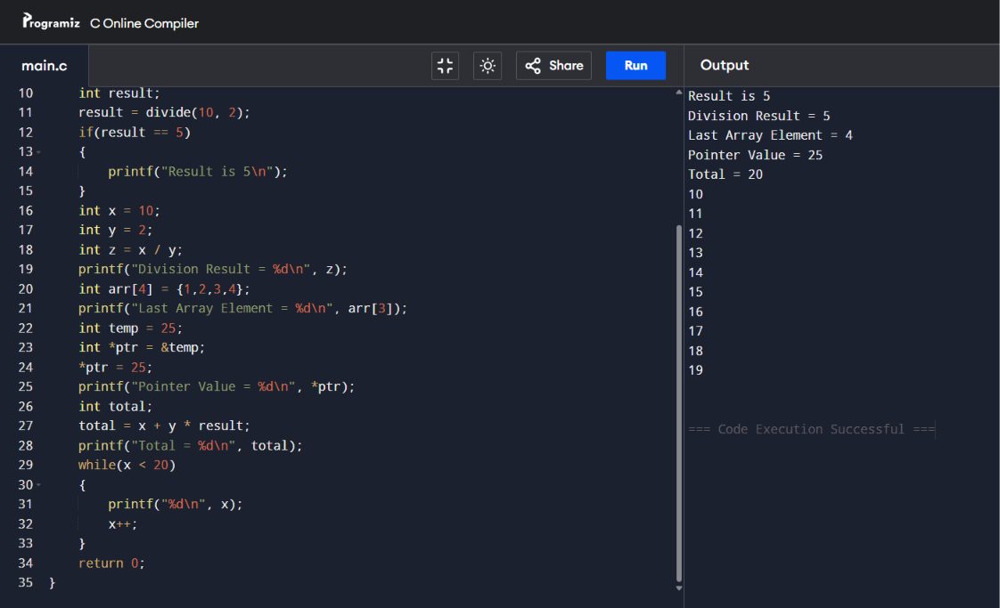 Programiz C Online Compiler
main.c
Share
Run
Output
10 int result;
11 result = divide(10, 2);
12 if(result == 5)
13 {
14 printf("Result is 5\n");
15 }
16 int x = 10;
17 int y = 2;
18 int z = x / y;
19 printf("Division Result = %d\n", z);
20 int arr[4] = {1,2,3,4};
21 printf("Last Array Element = %d\n", arr[3]);
22 int temp = 25;
23 int *ptr = &temp;
24 *ptr = 25;
25 printf("Pointer Value = %d\n", *ptr);
26 int total;
27 total = x + y * result;
28 printf("Total = %d\n", total);
29 while(x < 20)
30 {
31 printf("%d\n", x);
32 x++;
33 }
34 return 0;
35 }
Result is 5
Division Result = 5
Last Array Element = 4
Pointer Value = 25
Total = 20
10
11
12
13
14
15
16
17
18
19
=== Code Execution Successful ===